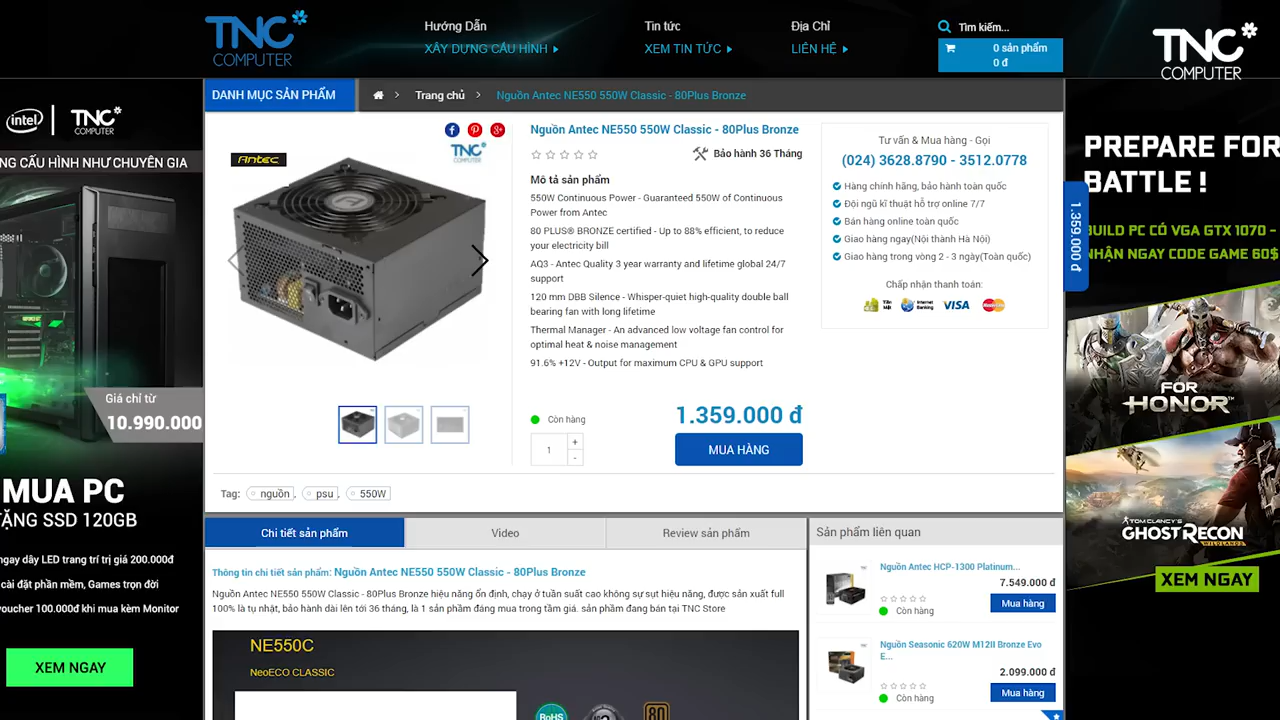 TNC
COMPUTER
Hướng Dẫn
XÂY DỰNG CẤU HÌNH
Tin tức
XEM TIN TỨC
Địa Chỉ
LIÊN HỆ
Tìm kiếm...
0 sản phẩm
0 đ
TNC
COMPUTER
DANH MỤC SẢN PHẨM
Trang chủ
Nguồn Antec NE550 550W Classic - 80Plus Bronze
intel
TNC
COMPUTER
NG CẤU HÌNH NHƯ CHUYÊN GIA
Giá chỉ từ
10.990.000
MUA PC
TẶNG SSD 120GB
ngay dây LED trang trí trị giá 200.000đ
cài đặt phần mềm, Games trọn đời
voucher 100.000đ khi mua kèm Monitor
XEM NGAY
Antec
TNC
COMPUTER
Nguồn Antec NE550 550W Classic - 80Plus Bronze
Bảo hành 36 Tháng
Mô tả sản phẩm
550W Continuous Power - Guaranteed 550W of Continuous
Power from Antec
80 PLUS® BRONZE certified - Up to 88% efficient, to reduce
your electricity bill
AQ3 - Antec Quality 3 year warranty and lifetime global 24/7
support
120 mm DBB Silence - Whisper-quiet high-quality double ball
bearing fan with long lifetime
Thermal Manager - An advanced low voltage fan control for
optimal heat & noise management
91.6% +12V - Output for maximum CPU & GPU support
Còn hàng
1.359.000 đ
1
+
-
MUA HÀNG
Tư vấn & Mua hàng - Gọi
(024) 3628.8790 - 3512.0778
Hàng chính hãng, bảo hành toàn quốc
Đội ngũ kĩ thuật hỗ trợ online 7/7
Bán hàng online toàn quốc
Giao hàng ngay(Nội thành Hà Nội)
Giao hàng trong vòng 2 - 3 ngày(Toàn quốc)
Chấp nhận thanh toán:
Tiền
Mặt
Internet
Banking
VISA
MasterCard
1.359.000 đ
PREPARE FOR
BATTLE !
BUILD PC CÓ VGA GTX 1070 -
NHẬN NGAY CODE GAME 60$
FOR
HONOR
TOM CLANCY'S
GHOST RECON
WILDLANDS
XEM NGAY
Tag:
nguồn,
psu,
550W
Chi tiết sản phẩm
Video
Review sản phẩm
Thông tin chi tiết sản phẩm: Nguồn Antec NE550 550W Classic - 80Plus Bronze
Nguồn Antec NE550 550W Classic - 80Plus Bronze hiệu năng ổn định, chạy ở tuần suất cao không sự sụt hiệu năng, được sản xuất full
100% là tụ nhật, bảo hành dài lên tới 36 tháng, là 1 sản phẩm đáng mua trong tầm giá. sản phẩm đang bán tại TNC Store
NE550C
NeoECO CLASSIC
RoHS
80
Sản phẩm liên quan
Nguồn Antec HCP-1300 Platinum...
7.549.000 đ
Còn hàng
Mua hàng
Nguồn Seasonic 620W M12II Bronze Evo
E...
2.099.000 đ
Còn hàng
Mua hàng